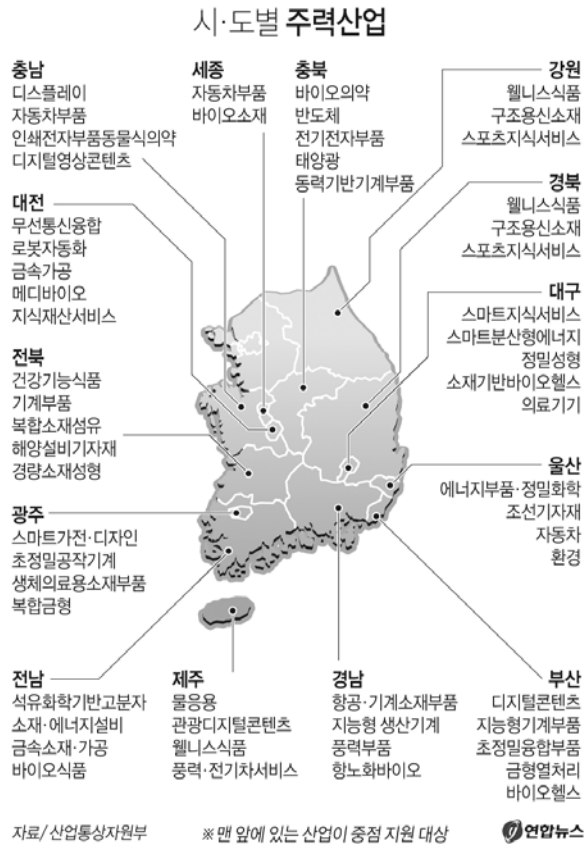 시·도별 주력산업
충남
디스플레이
자동차부품
인쇄전자부품동물식의약
디지털영상콘텐츠
세종
자동차부품
바이오소재
충북
바이오의약
반도체
전기전자부품
태양광
동력기반기계부품
강원
웰니스식품
구조용신소재
스포츠지식서비스
경북
웰니스식품
구조용신소재
스포츠지식서비스
대전
무선통신융합
로봇자동화
금속가공
메디바이오
지식재산서비스
대구
스마트지식서비스
스마트분산형에너지
정밀성형
소재기반바이오헬스
의료기기
전북
건강기능식품
기계부품
복합소재섬유
해양설비기자재
경량소재성형
울산
에너지부품·정밀화학
조선기자재
자동차
환경
광주
스마트가전·디자인
초정밀공작기계
생체의료용소재부품
복합금형
전남
석유화학기반고분자
소재·에너지설비
금속소재·가공
바이오식품
제주
물응용
관광디지털콘텐츠
웰니스식품
풍력·전기차서비스
경남
항공·기계소재부품
지능형 생산기계
풍력부품
항노화바이오
부산
디지털콘텐츠
지능형기계부품
초정밀융합부품
금형열처리
바이오헬스
자료/ 산업통상자원부
※ 맨 앞에 있는 산업이 중점 지원 대상
연합뉴스